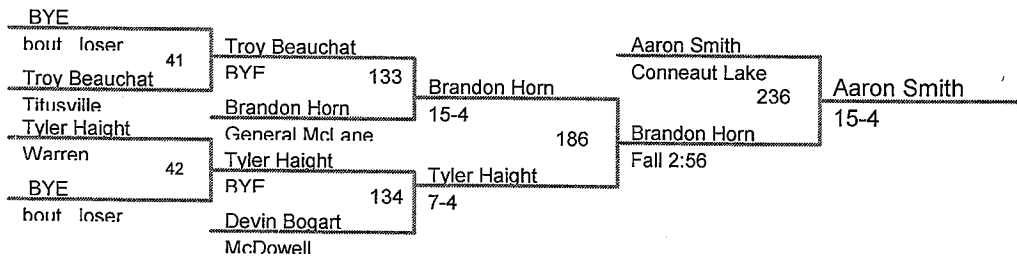 BYE
bout loser
41
Troy Beauchat
Titusville
Tyler Haight
Warren
42
BYE
bout loser
Troy Beauchat
BYE
133
Brandon Horn
General McLane
Tyler Haight
BYE
134
Devin Bogart
McDowell
Brandon Horn
15-4
186
Tyler Haight
7-4
Aaron Smith
Conneaut Lake
236
Brandon Horn
Fall 2:56
Aaron Smith
15-4